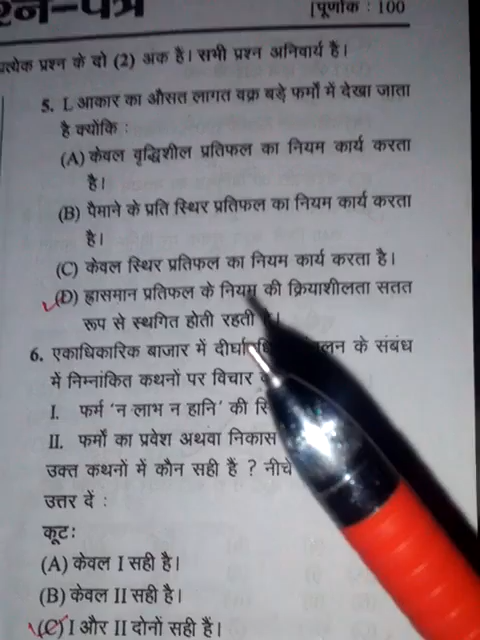 प्रश्न-पत्र
[पूर्णांक : 100
प्रत्येक प्रश्न के दो (2) अंक हैं। सभी प्रश्न अनिवार्य हैं।
5. L आकार का औसत लागत वक्र बड़े फर्मों में देखा जाता
है क्योंकि :
(A) केवल वृद्धिशील प्रतिफल का नियम कार्य करता
है।
(B) पैमाने के प्रति स्थिर प्रतिफल का नियम कार्य करता
है।
(C) केवल स्थिर प्रतिफल का नियम कार्य करता है।
(D) ह्रासमान प्रतिफल के नियम की क्रियाशीलता सतत
रूप से स्थगित होती रहती है।
6. एकाधिकारिक बाजार में के संबंध
में निम्नांकित कथनों पर विचार
I. फर्म 'न लाभ न हानि' की
II. फर्मों का प्रवेश अथवा निकास
उक्त कथनों में कौन सही हैं ? नीचे
उत्तर दें :
कूटः
(A) केवल I सही है।
(B) केवल II सही है।
(C) I और II दोनों सही हैं।